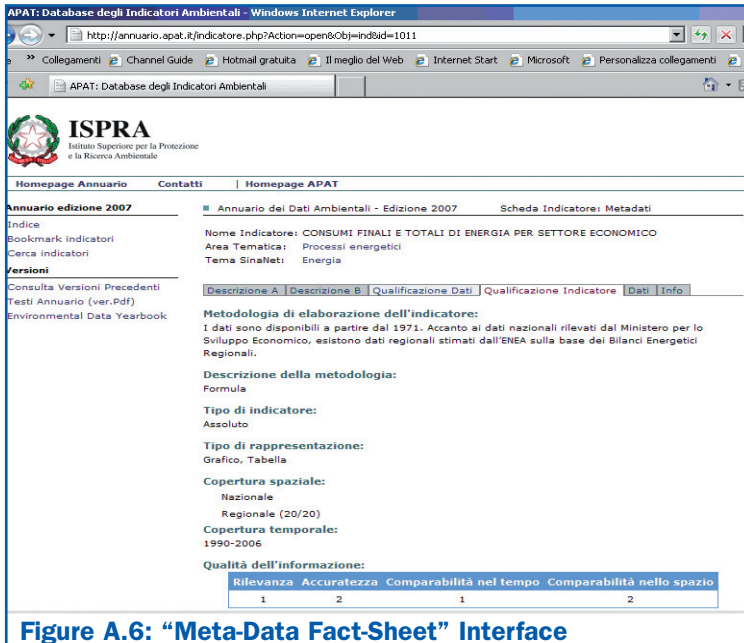 APAT: Database degli Indicatori Ambientali - Windows Internet Explorer
http://annuario.apat.it/indicatore.php?Action=open&Obj=ind&id=1011
» Collegamenti Channel Guide Hotmail gratuita Il meglio del Web Internet Start Microsoft Personalizza collegamenti
APAT: Database degli Indicatori Ambientali
ISPRA
Istituto Superiore per la Protezione
e la Ricerca Ambientale
Homepage Annuario Contatti | Homepage APAT
Annuario edizione 2007
Indice
Bookmark indicatori
Cerca indicatori
Versioni
Consulta Versioni Precedenti
Testi Annuario (ver.Pdf)
Environmental Data Yearbook
Annuario dei Dati Ambientali - Edizione 2007 Scheda Indicatore: Metadati
Nome Indicatore: CONSUMI FINALI E TOTALI DI ENERGIA PER SETTORE ECONOMICO
Area Tematica: Processi energetici
Tema SinaNet: Energia
Descrizione A Descrizione B Qualificazione Dati Qualificazione Indicatore Dati Info
Metodologia di elaborazione dell'indicatore:
I dati sono disponibili a partire dal 1971. Accanto ai dati nazionali rilevati dal Ministero per lo
Sviluppo Economico, esistono dati regionali stimati dall'ENEA sulla base dei Bilanci Energetici
Regionali.
Descrizione della metodologia:
Formula
Tipo di indicatore:
Assoluto
Tipo di rappresentazione:
Grafico, Tabella
Copertura spaziale:
Nazionale
Regionale (20/20)
Copertura temporale:
1990-2006
Qualità dell'informazione:
Rilevanza Accuratezza Comparabilità nel tempo Comparabilità nello spazio
1 2 1 2
Figure A.6: “Meta-Data Fact-Sheet” Interface